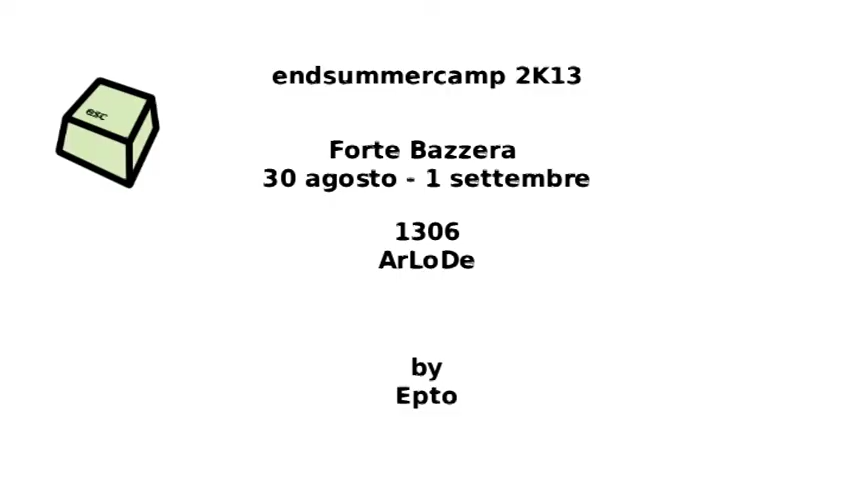 endsummercamp 2K13
esc
Forte Bazzera
30 agosto - 1 settembre
1306
ArLoDe
by
Epto